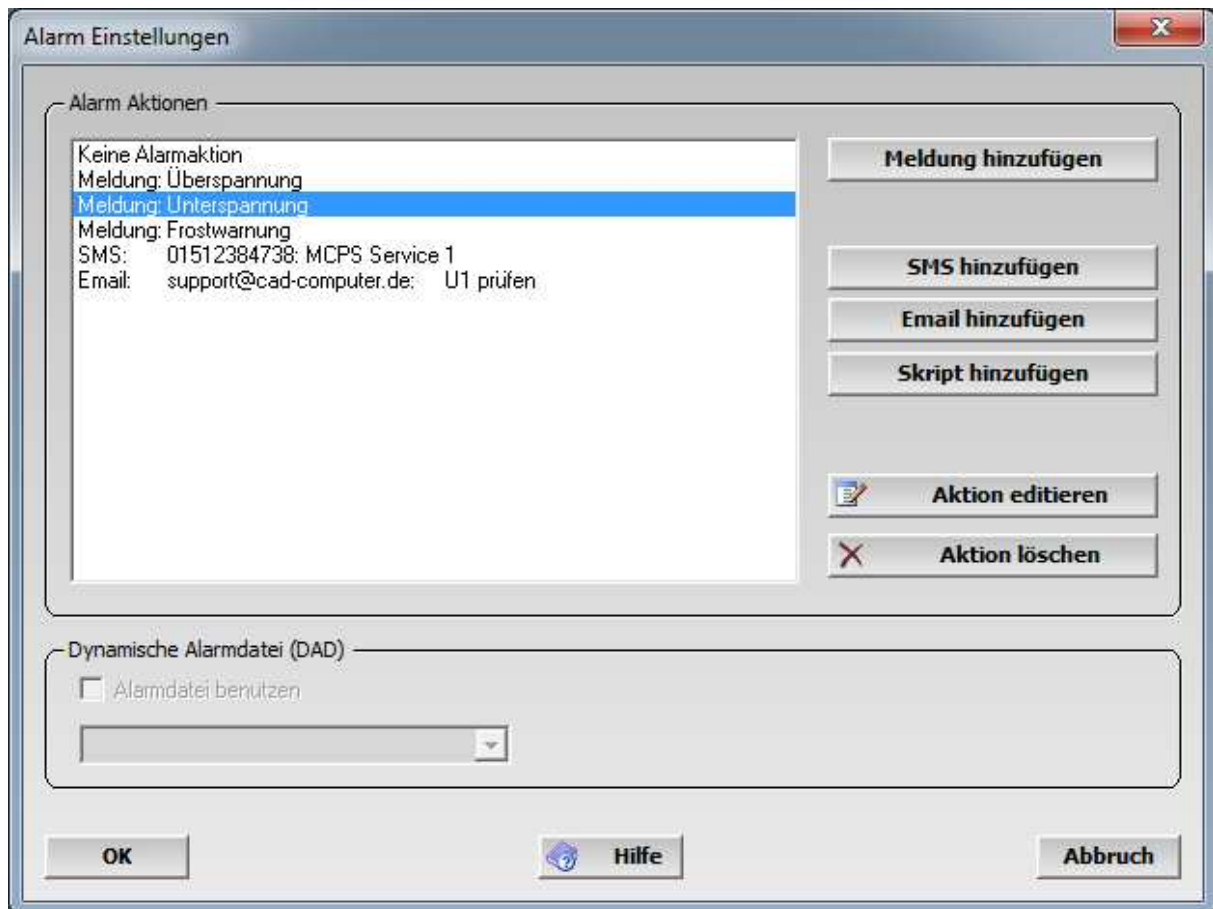 Alarm Einstellungen
Alarm Aktionen
Keine Alarmaktion
Meldung: Überspannung
Meldung: Unterspannung
Meldung: Frostwarnung
SMS: 01512384738: MCPS Service 1
Email: support@cad-computer.de: U1 prüfen
Meldung hinzufügen
SMS hinzufügen
Email hinzufügen
Skript hinzufügen
Aktion editieren
Aktion löschen
Dynamische Alarmdatei (DAD)
Alarmdatei benutzen
OK
Hilfe
Abbruch